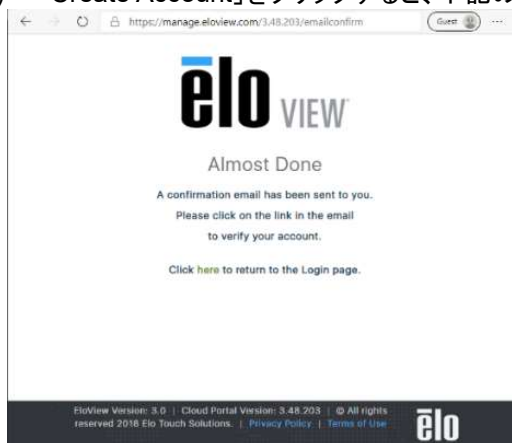 Create Account」をクリックすると、下記の
https://manage.eloview.com/3.48.203/emailconfirm
Guest
ēlo VIEW
Almost Done
A confirmation email has been sent to you.
Please click on the link in the email
to verify your account.
Click here to return to the Login page.
EloView Version: 3.0 | Cloud Portal Version: 3.48.203 | © All rights
reserved 2018 Elo Touch Solutions. | Privacy Policy | Terms of Use
ēlo